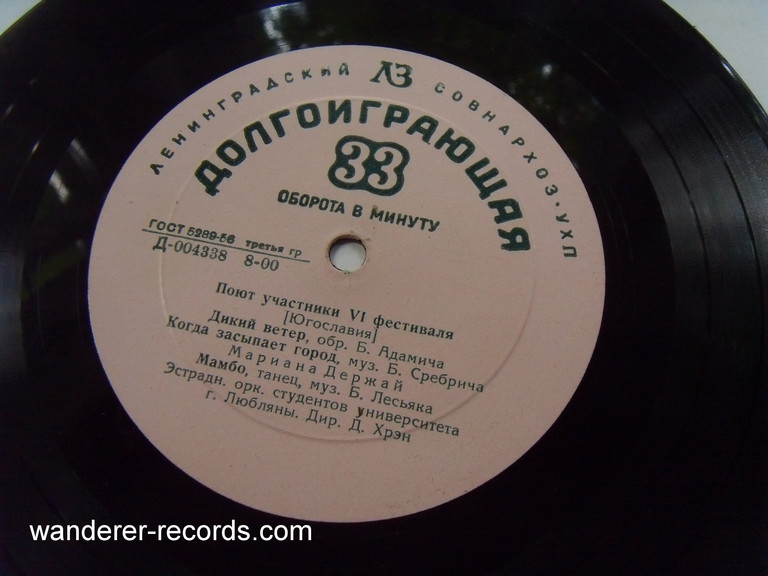 ЛЕНИНГРАДСКИЙ ЛЗ СОВНАРХОЗ·УХП
ДОЛГОИГРАЮЩАЯ
33
ОБОРОТА В МИНУТУ
ГОСТ 5289-56 третья гр
Д-004338 8-00
Поют участники VI фестиваля
[Югославия]
Дикий ветер, обр. Б. Адамича
Когда засыпает город, муз. Б. Сребрича
Мариана Держай
Мамбо, танец, муз. Б. Лесьяка
Эстрадн. орк. студентов университета
г. Любляны. Дир. Д. Хрэн
wanderer-records.com